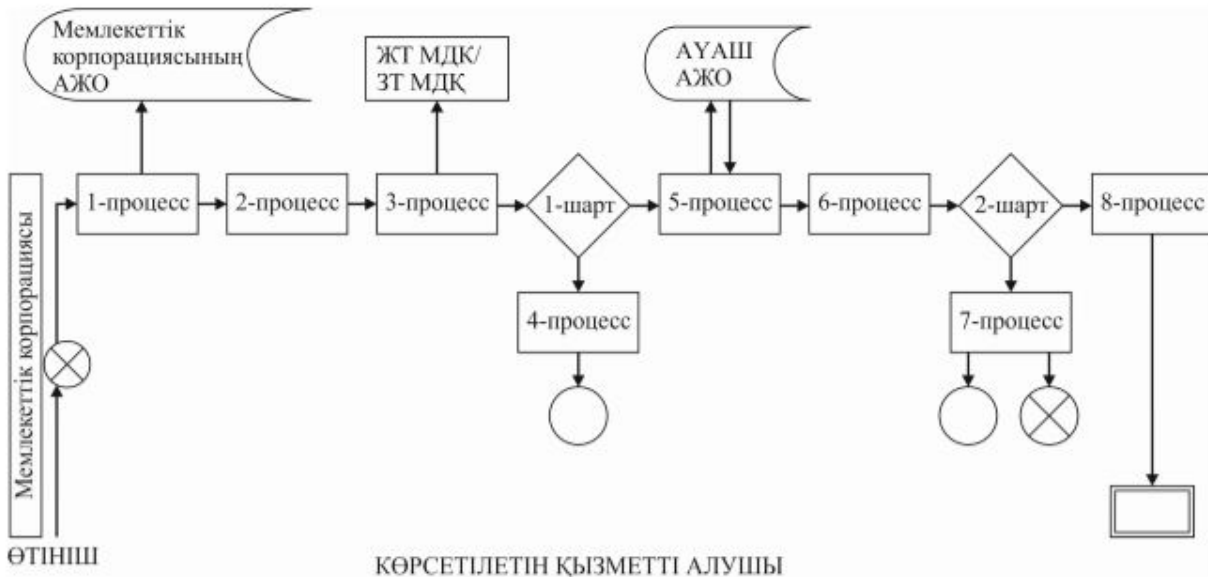 Мемлекеттік
корпорациясының
АЖО
ЖТ МДК/
ЗТ МДҚ
АҮАШ
АЖО
Мемлекеттік корпорациясы
1-процесс
2-процесс
3-процесс
1-шарт
5-процесс
6-процесс
2-шарт
8-процесс
4-процесс
7-процесс
ӨТІНІШ
КӨРСЕТІЛЕТІН ҚЫЗМЕТТІ АЛУШЫ